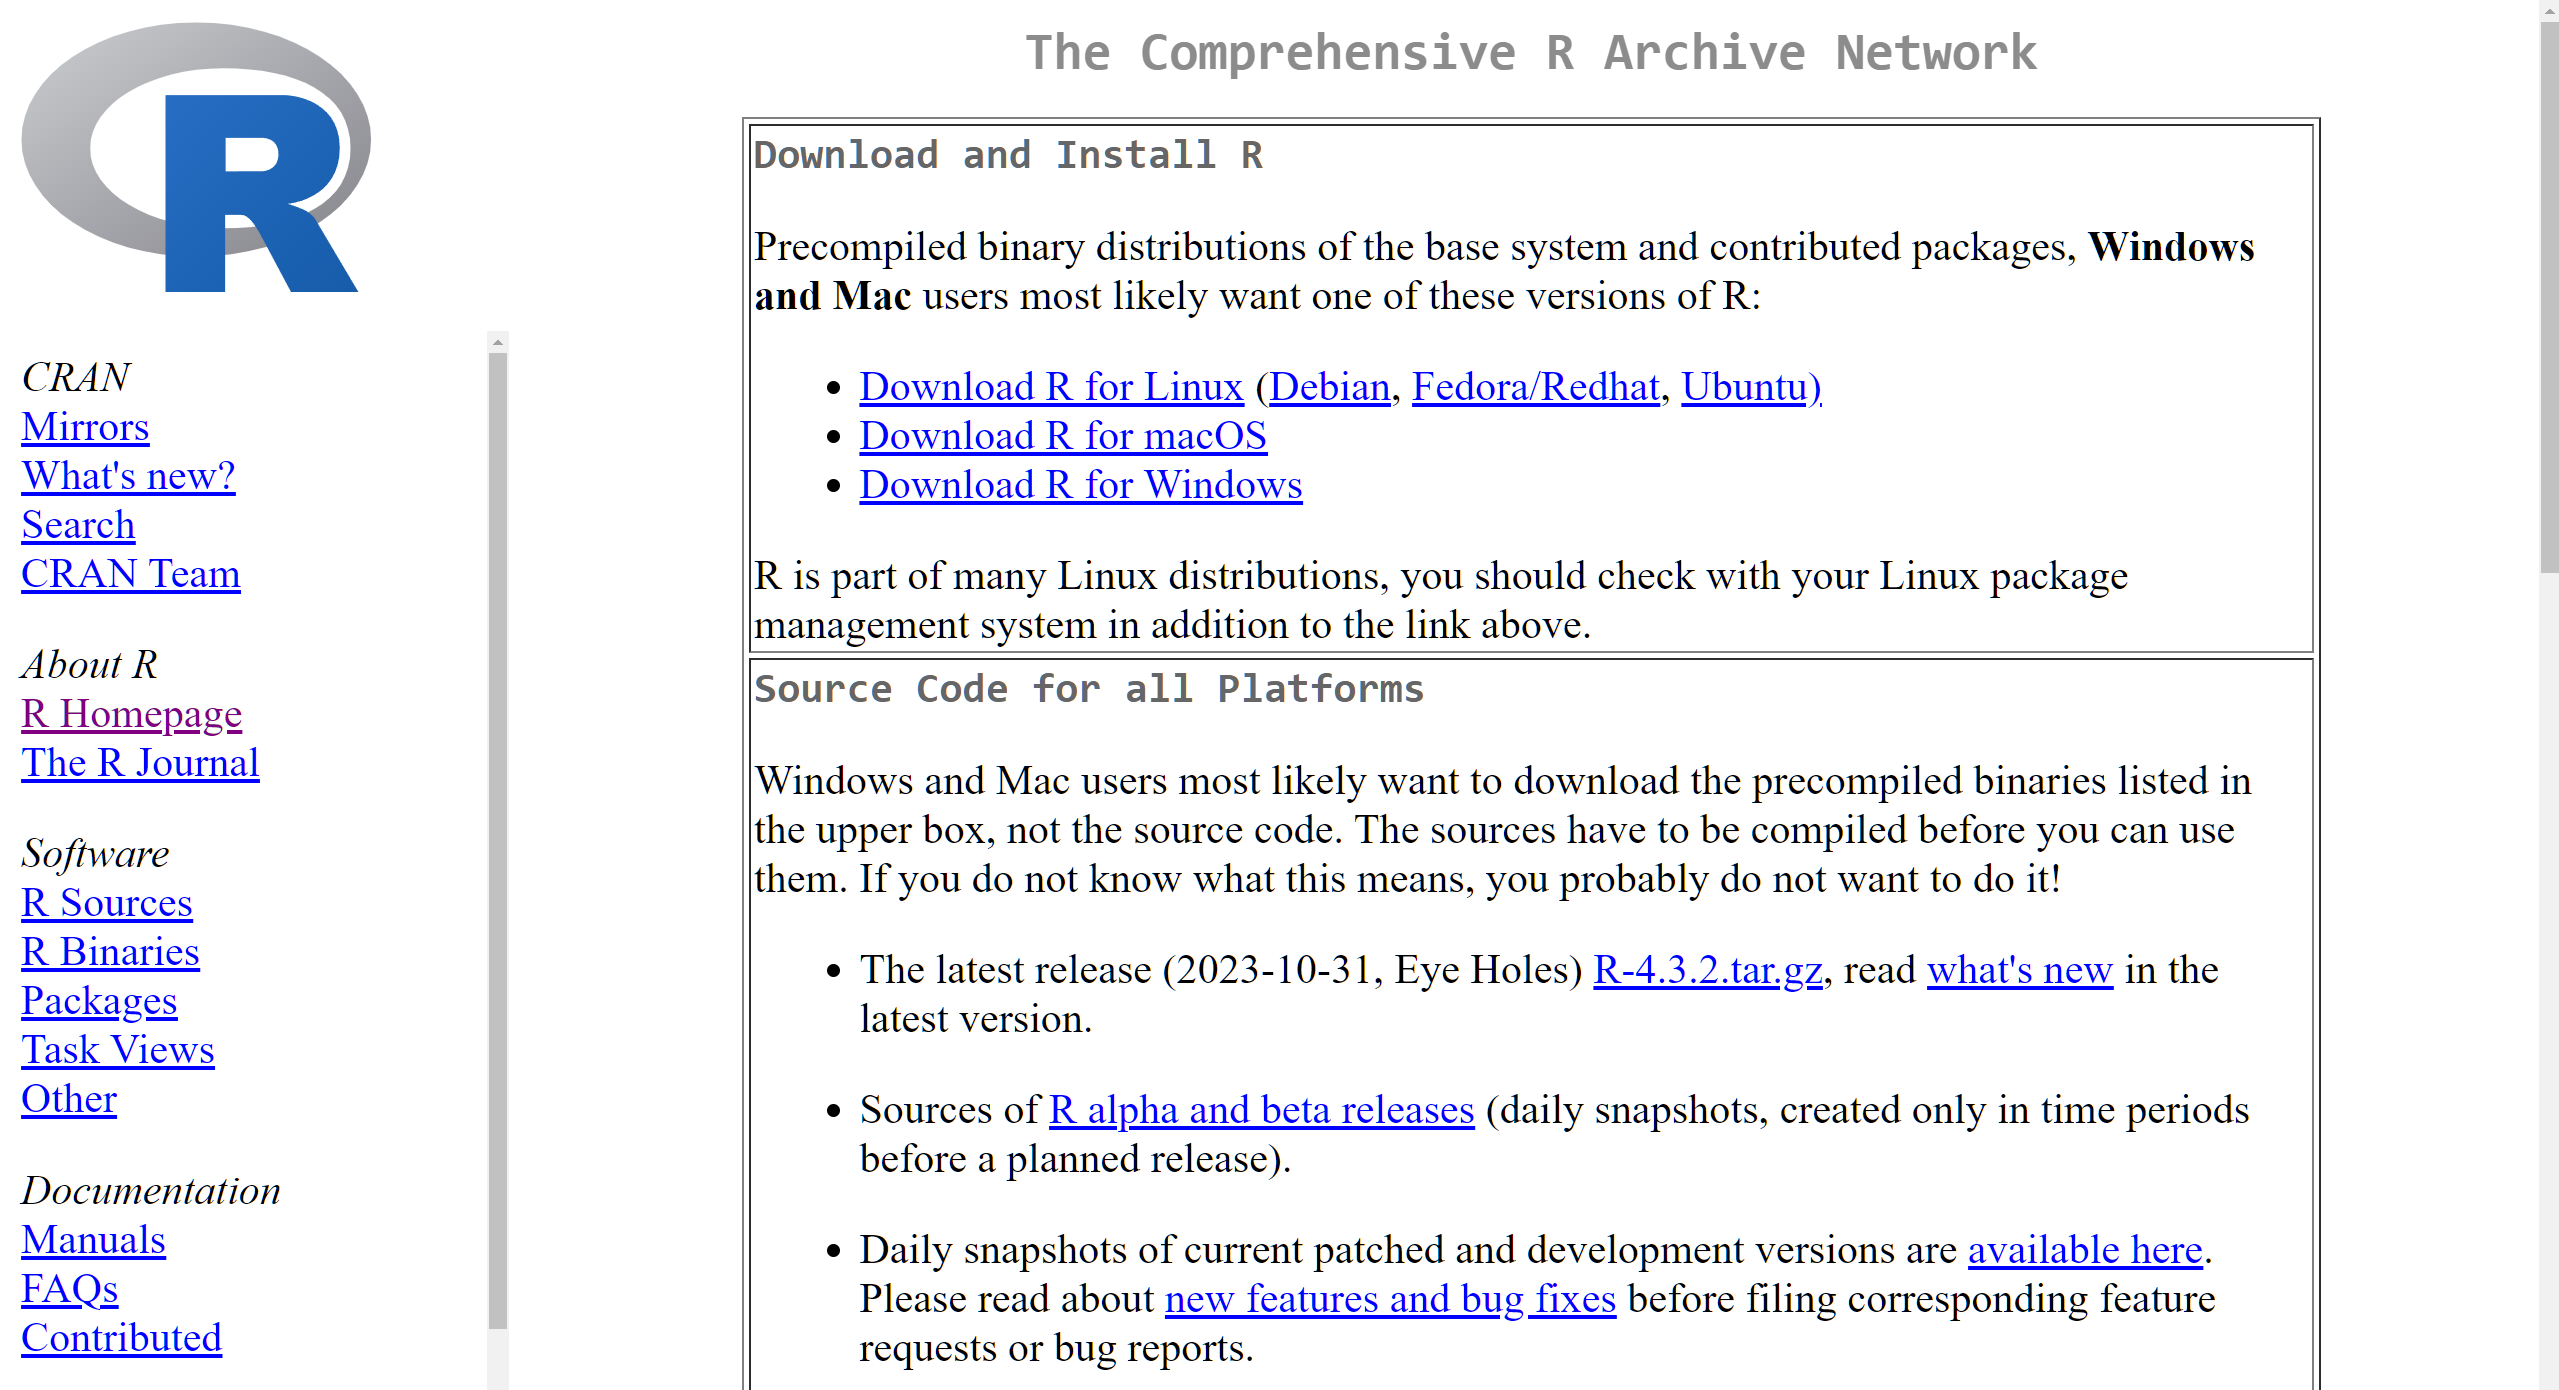 R
CRAN
Mirrors
What's new?
Search
CRAN Team
About R
R Homepage
The R Journal
Software
R Sources
R Binaries
Packages
Task Views
Other
Documentation
Manuals
FAQs
Contributed
The Comprehensive R Archive Network
Download and Install R
Precompiled binary distributions of the base system and contributed packages, Windows
and Mac users most likely want one of these versions of R:
• Download R for Linux (Debian, Fedora/Redhat, Ubuntu)
• Download R for macOS
• Download R for Windows
R is part of many Linux distributions, you should check with your Linux package
management system in addition to the link above.
Source Code for all Platforms
Windows and Mac users most likely want to download the precompiled binaries listed in
the upper box, not the source code. The sources have to be compiled before you can use
them. If you do not know what this means, you probably do not want to do it!
• The latest release (2023-10-31, Eye Holes) R-4.3.2.tar.gz, read what's new in the
latest version.
• Sources of R alpha and beta releases (daily snapshots, created only in time periods
before a planned release).
• Daily snapshots of current patched and development versions are available here.
Please read about new features and bug fixes before filing corresponding feature
requests or bug reports.